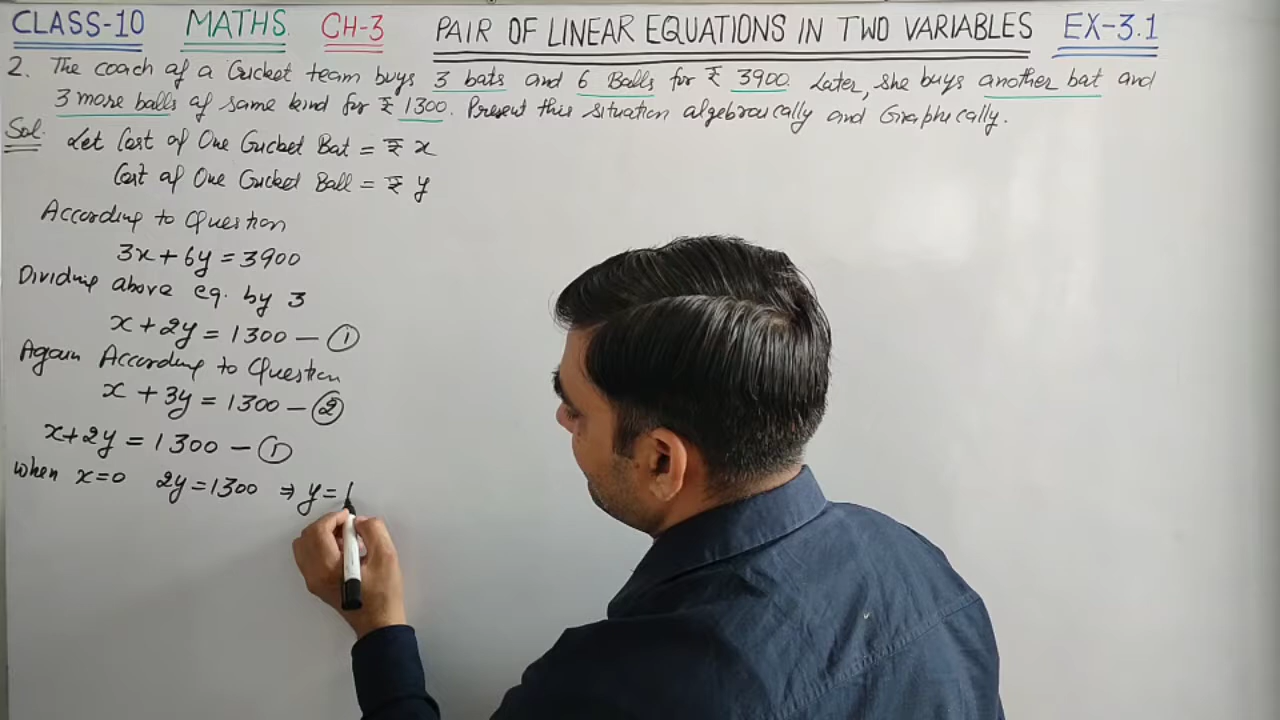 CLASS-10 MATHS CH-3 PAIR OF LINEAR EQUATIONS IN TWO VARIABLES EX-3.1
2. The coach of a Cricket team buys 3 bats and 6 Balls for ₹ 3900. Later, she buys another bat and
3 more balls of same kind for ₹ 1300. Present this situation algebraically and Graphically.
Sol. Let Cost of One Cricket Bat = ₹ x
Cost of One Cricket Ball = ₹ y
According to Question
3x + 6y = 3900
Dividing above eq. by 3
x + 2y = 1300 — ①
Again According to Question
x + 3y = 1300 — ②
x + 2y = 1300 — ①
When x=0 2y = 1300 ⇒ y = 1